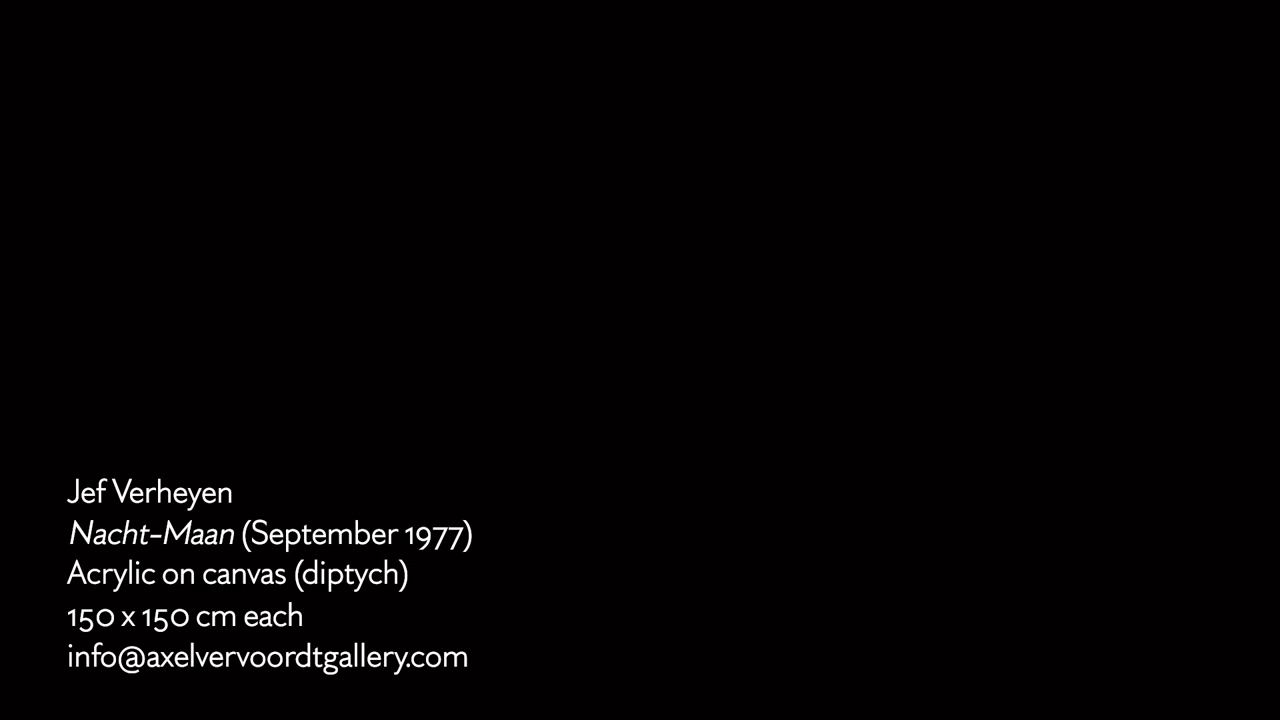 Jef Verheyen
Nacht-Maan (September 1977)
Acrylic on canvas (diptych)
150 x 150 cm each
info@axelvervoordtgallery.com